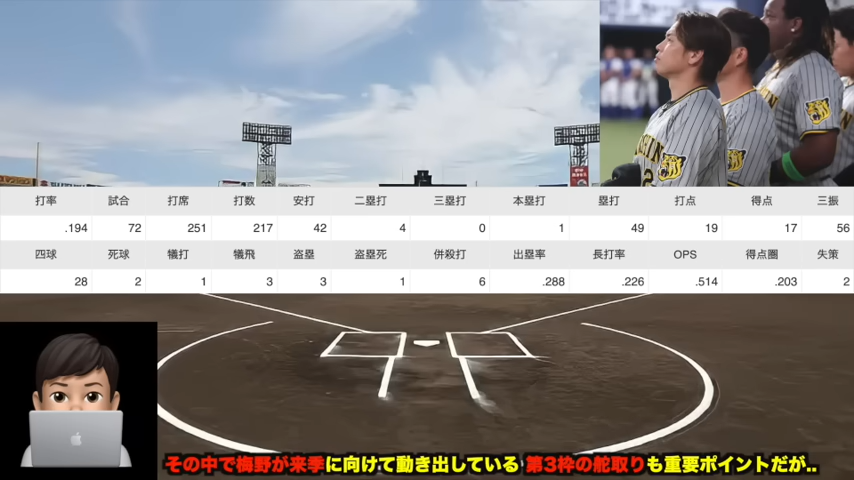 打率 試合 打席 打数 安打 二塁打 三塁打 本塁打 塁打 打点 得点 三振
.194 72 251 217 42 4 0 1 49 19 17 56
四球 死球 犠打 犠飛 盗塁 盗塁死 併殺打 出塁率 長打率 OPS 得点圏 失策
28 2 1 3 3 1 6 .288 .226 .514 .203 2
その中で梅野が来季に向けて動き出している 第3枠の舵取りも重要ポイントだが..